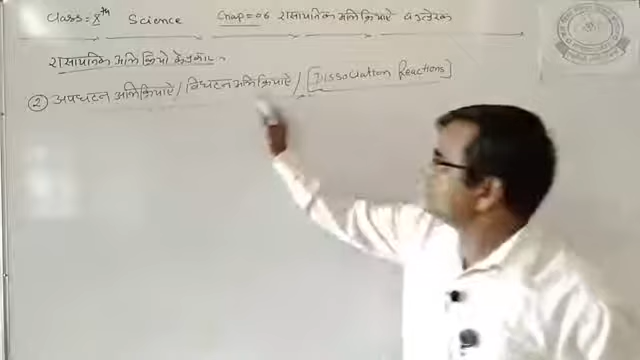 Class:- 8th Science Chap = 06 रासायनिक अभिक्रियाऐ व उत्प्रेरक
रासायनिक अभिक्रियो के प्रकार :-
② अपघटन अभिक्रियाऐ / विघटन अभिक्रियाऐ / [Dissociation Reactions]